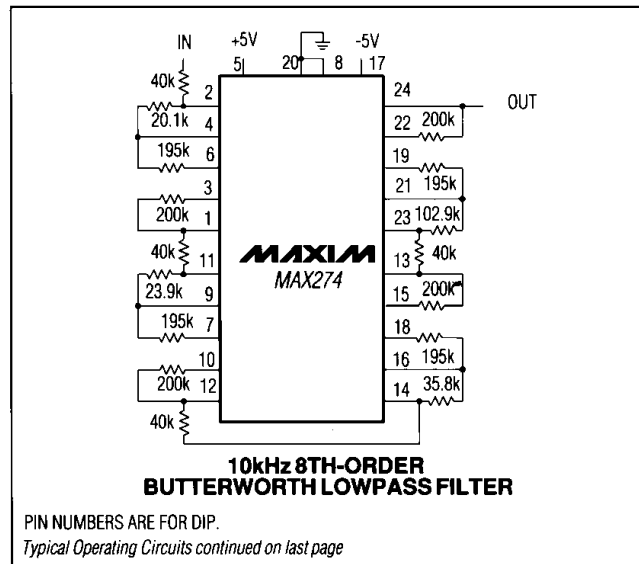 IN +5V -5V
5 20 8 17
40k
2 24 OUT
20.1k 4 22 200k
195k 6 19
3 21 195k
200k 1 23 102.9k
40k MAXIM 40k
11 MAX274 13
23.9k 9 15 200k
195k 7 18
10 16 195k
200k 12 14 35.8k
40k
10kHz 8TH-ORDER
BUTTERWORTH LOWPASS FILTER
PIN NUMBERS ARE FOR DIP.
Typical Operating Circuits continued on last page